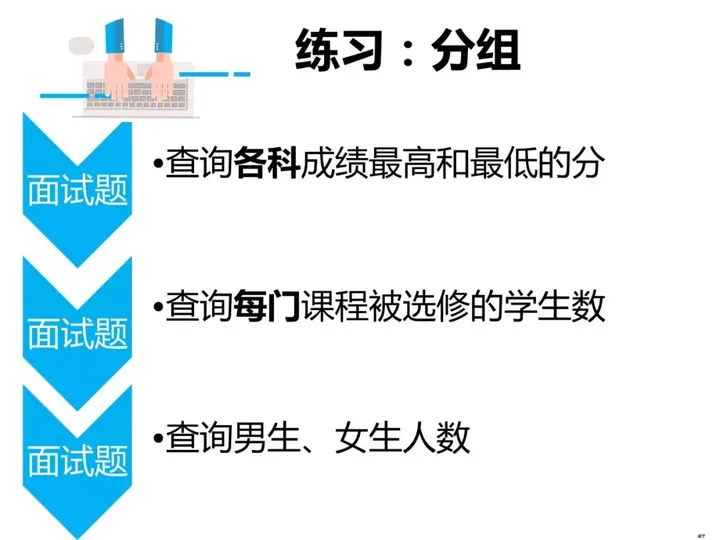 练习：分组
面试题
•查询各科成绩最高和最低的分
面试题
•查询每门课程被选修的学生数
面试题
•查询男生、女生人数